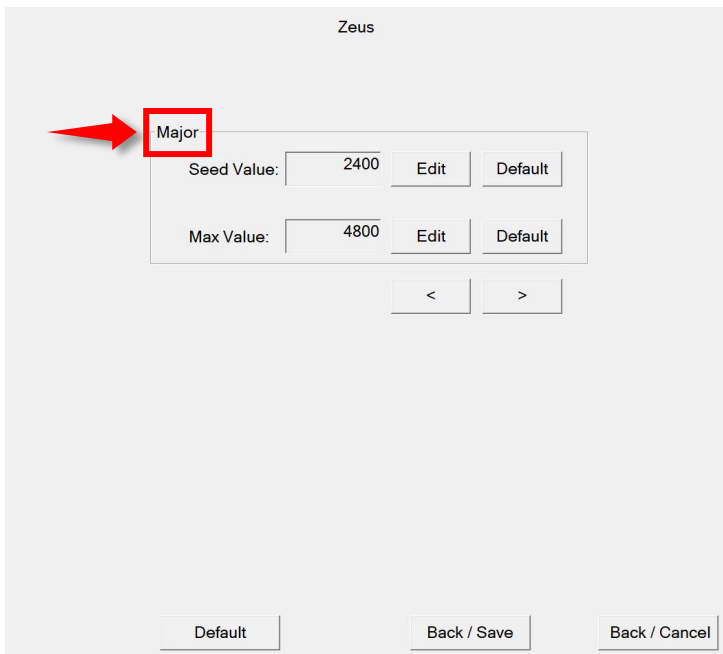 Zeus
Major
Seed Value: 2400 Edit Default
Max Value: 4800 Edit Default
< >
Default Back / Save Back / Cancel